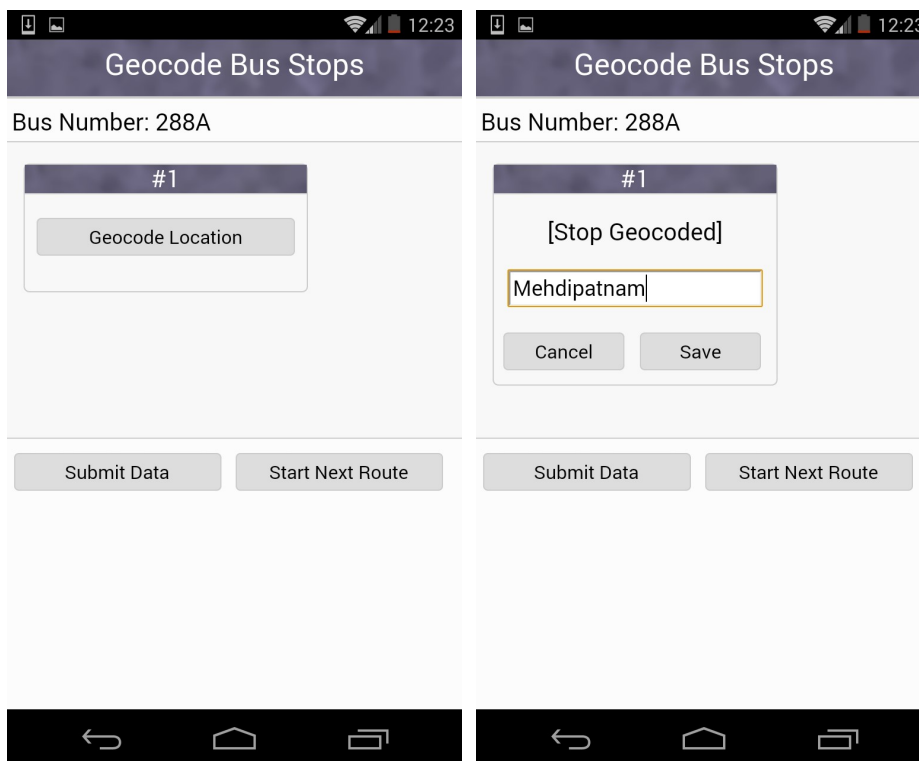 12:23
Geocode Bus Stops
Bus Number: 288A
#1
Geocode Location
Submit Data
Start Next Route
12:23
Geocode Bus Stops
Bus Number: 288A
#1
[Stop Geocoded]
Mehdipatnam
Cancel
Save
Submit Data
Start Next Route